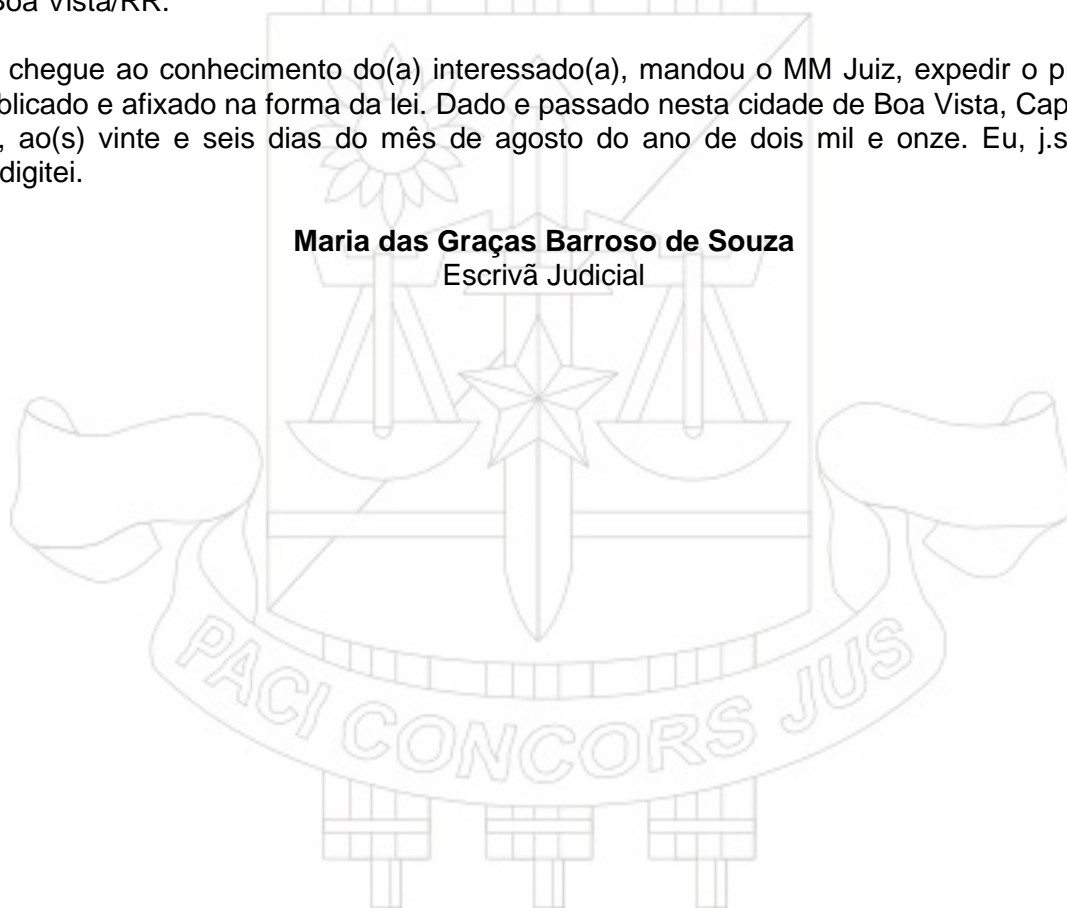 Boa Vista/RR.
chegue ao conhecimento do(a) interessado(a), mandou o MM Juiz, expedir o p
blicado e afixado na forma da lei. Dado e passado nesta cidade de Boa Vista, Cap
, ao(s) vinte e seis dias do mês de agosto do ano de dois mil e onze. Eu, j.s
digitei.
Maria das Graças Barroso de Souza
Escrivã Judicial
PACI CONCORS JUS